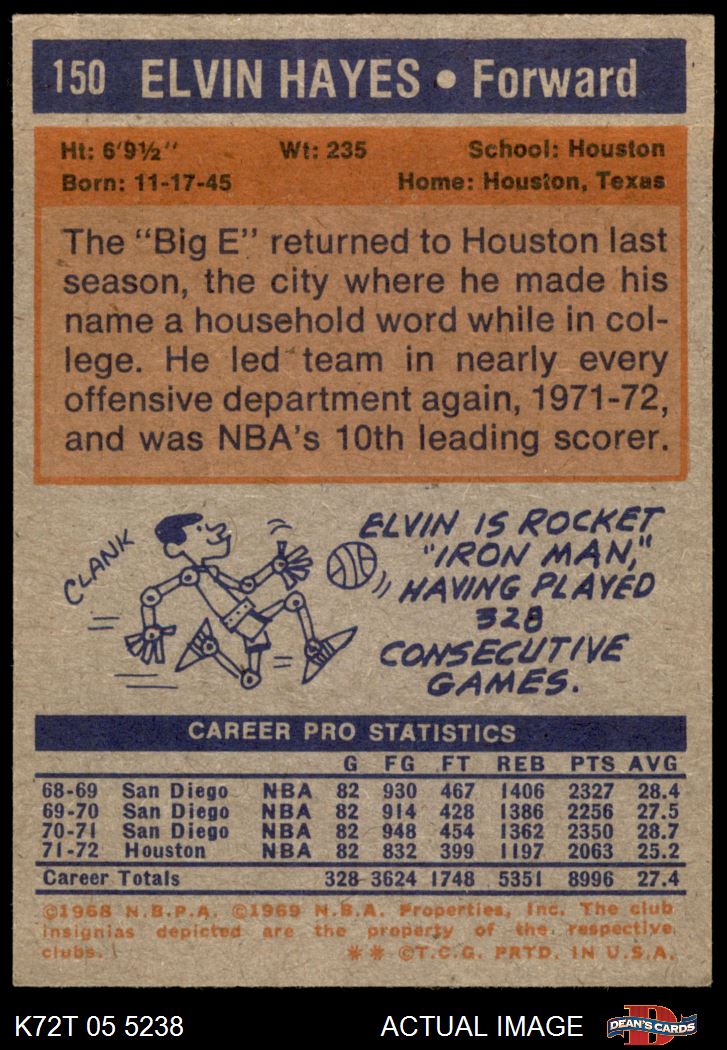 150 ELVIN HAYES • Forward
Ht: 6'9½" Wt: 235 School: Houston
Born: 11-17-45 Home: Houston, Texas
The "Big E" returned to Houston last
season, the city where he made his
name a household word while in col-
lege. He led team in nearly every
offensive department again, 1971-72,
and was NBA's 10th leading scorer.
CLANK
ELVIN IS ROCKET
"IRON MAN,"
HAVING PLAYED
328
CONSECUTIVE
GAMES.
CAREER PRO STATISTICS
G FG FT REB PTS AVG
68-69 San Diego NBA 82 930 467 1406 2327 28.4
69-70 San Diego NBA 82 914 428 1386 2256 27.5
70-71 San Diego NBA 82 948 454 1362 2350 28.7
71-72 Houston NBA 82 832 399 1197 2063 25.2
Career Totals 328 3624 1748 5351 8996 27.4
©1968 N.B.P.A. ©1969 N.B.A. Properties, Inc. The club
insignias depicted are the property of the respective
clubs. ** ©T.C.G. PRTD. IN U.S.A.
K72T 05 5238 ACTUAL IMAGE DEAN'S CARDS